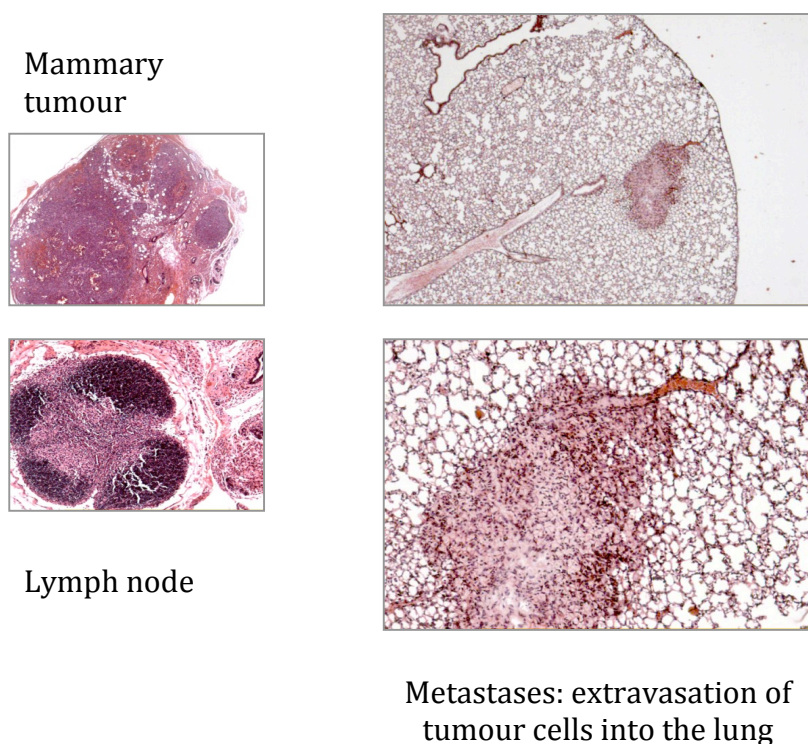 Mammary
tumour
Lymph node
Metastases: extravasation of
tumour cells into the lung